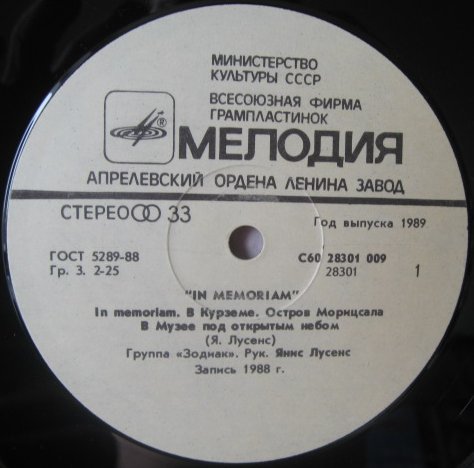 МИНИСТЕРСТВО
КУЛЬТУРЫ СССР
ВСЕСОЮЗНАЯ ФИРМА
ГРАМПЛАСТИНОК
®
МЕЛОДИЯ
АПРЕЛЕВСКИЙ ОРДЕНА ЛЕНИНА ЗАВОД
СТЕРЕО 33
Год выпуска 1989
ГОСТ 5289-88
С60 28301 009
Гр. 3. 2-25
28301
1
"IN MEMORIAM"
In memoriam. В Курземе. Остров Морицсала
В Музее под открытым небом
(Я. Лусенс)
Группа «Зодиак». Рук. Янис Лусенс
Запись 1988 г.